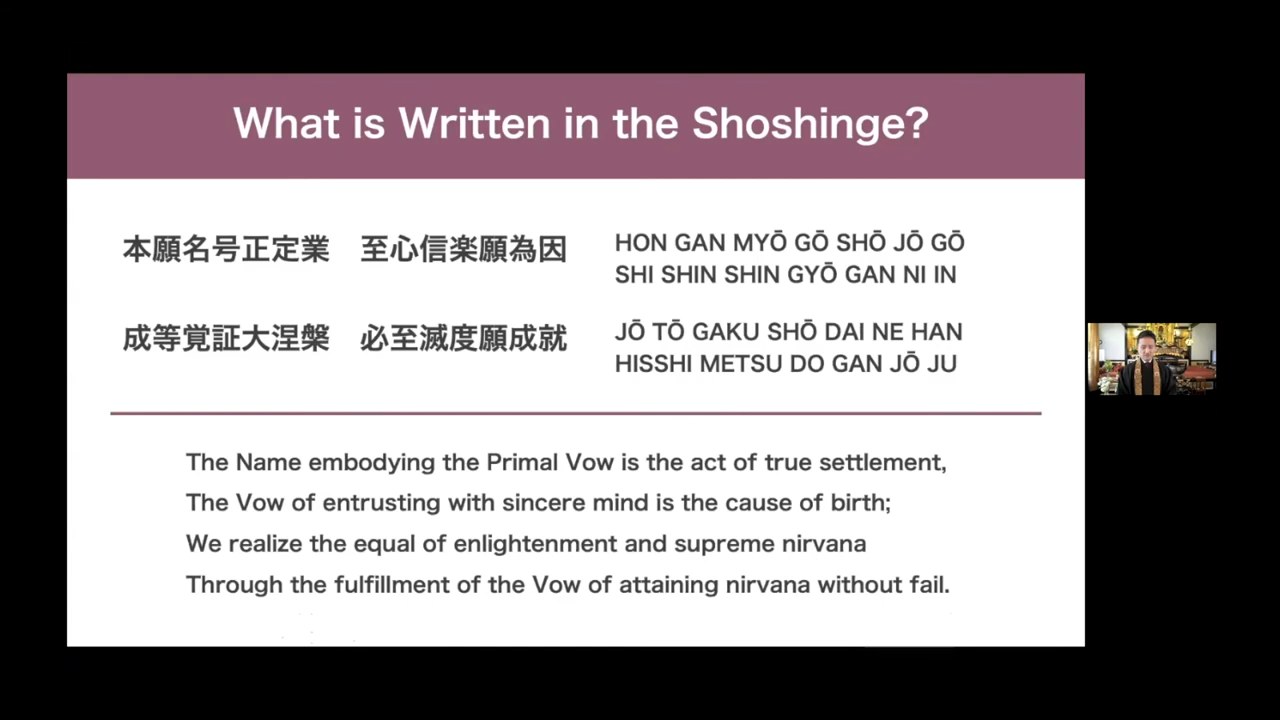 What is Written in the Shoshinge?
本願名号正定業　至心信楽願為因
HON GAN MYŌ GŌ SHŌ JŌ GŌ
SHI SHIN SHIN GYŌ GAN NI IN
成等覚証大涅槃　必至滅度願成就
JŌ TŌ GAKU SHŌ DAI NE HAN
HISSHI METSU DO GAN JŌ JU
The Name embodying the Primal Vow is the act of true settlement,
The Vow of entrusting with sincere mind is the cause of birth;
We realize the equal of enlightenment and supreme nirvana
Through the fulfillment of the Vow of attaining nirvana without fail.